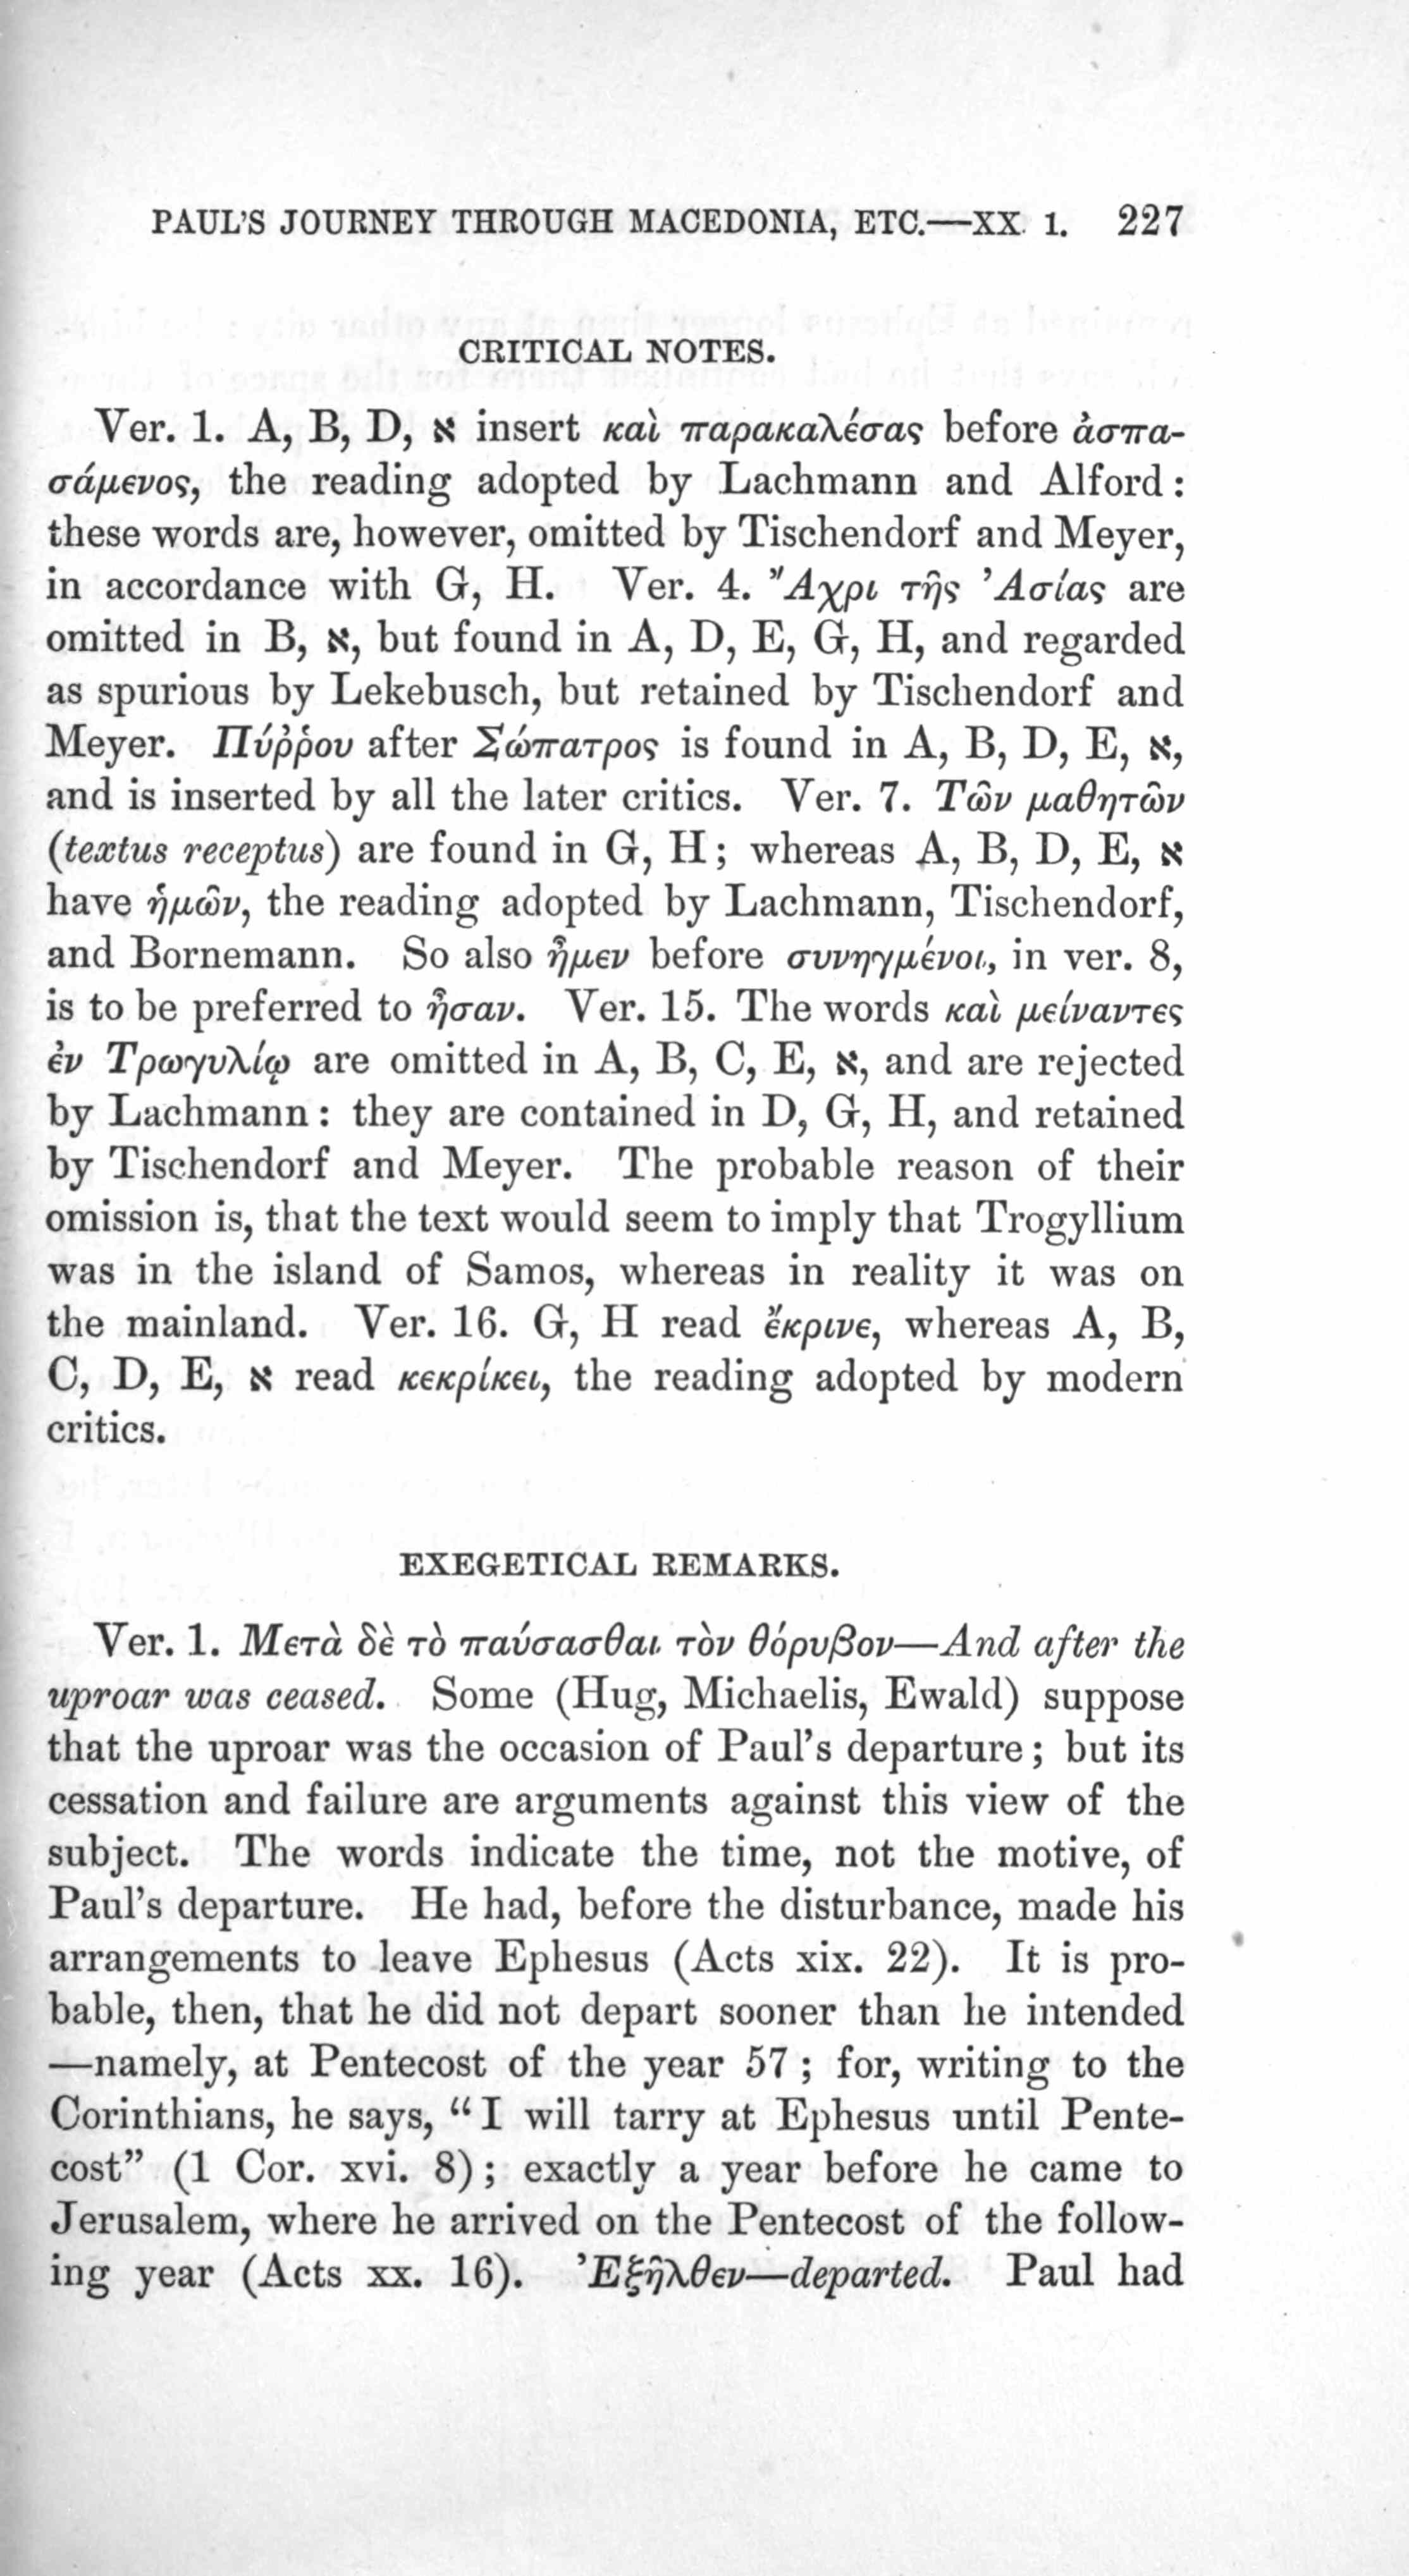 PAUL'S JOURNEY THROUGH MACEDONIA, ETC.—XX. 1. 227
CRITICAL NOTES.
Ver. 1. A, B, D, א insert καὶ παρακαλέσας before ἀσπα-
σάμενος, the reading adopted by Lachmann and Alford:
these words are, however, omitted by Tischendorf and Meyer,
in accordance with G, H. Ver. 4. Ἄχρι τῆς Ἀσίας are
omitted in B, א, but found in A, D, E, G, H, and regarded
as spurious by Lekebusch, but retained by Tischendorf and
Meyer. Πύῤῥου after Σώπατρος is found in A, B, D, E, א,
and is inserted by all the later critics. Ver. 7. Τῶν μαθητῶν
(textus receptus) are found in G, H; whereas A, B, D, E, א
have ἡμῶν, the reading adopted by Lachmann, Tischendorf,
and Bornemann. So also ἦμεν before συνηγμένοι, in ver. 8,
is to be preferred to ἦσαν. Ver. 15. The words καὶ μείναντες
ἐν Τρωγυλίῳ are omitted in A, B, C, E, א, and are rejected
by Lachmann: they are contained in D, G, H, and retained
by Tischendorf and Meyer. The probable reason of their
omission is, that the text would seem to imply that Trogyllium
was in the island of Samos, whereas in reality it was on
the mainland. Ver. 16. G, H read ἔκρινε, whereas A, B,
C, D, E, א read κεκρίκει, the reading adopted by modern
critics.
EXEGETICAL REMARKS.
Ver. 1. Μετὰ δὲ τὸ παύσασθαι τὸν θόρυβον—And after the
uproar was ceased. Some (Hug, Michaelis, Ewald) suppose
that the uproar was the occasion of Paul's departure; but its
cessation and failure are arguments against this view of the
subject. The words indicate the time, not the motive, of
Paul's departure. He had, before the disturbance, made his
arrangements to leave Ephesus (Acts xix. 22). It is pro-
bable, then, that he did not depart sooner than he intended
—namely, at Pentecost of the year 57; for, writing to the
Corinthians, he says, "I will tarry at Ephesus until Pente-
cost" (1 Cor. xvi. 8); exactly a year before he came to
Jerusalem, where he arrived on the Pentecost of the follow-
ing year (Acts xx. 16). Ἐξῆλθεν—departed. Paul had